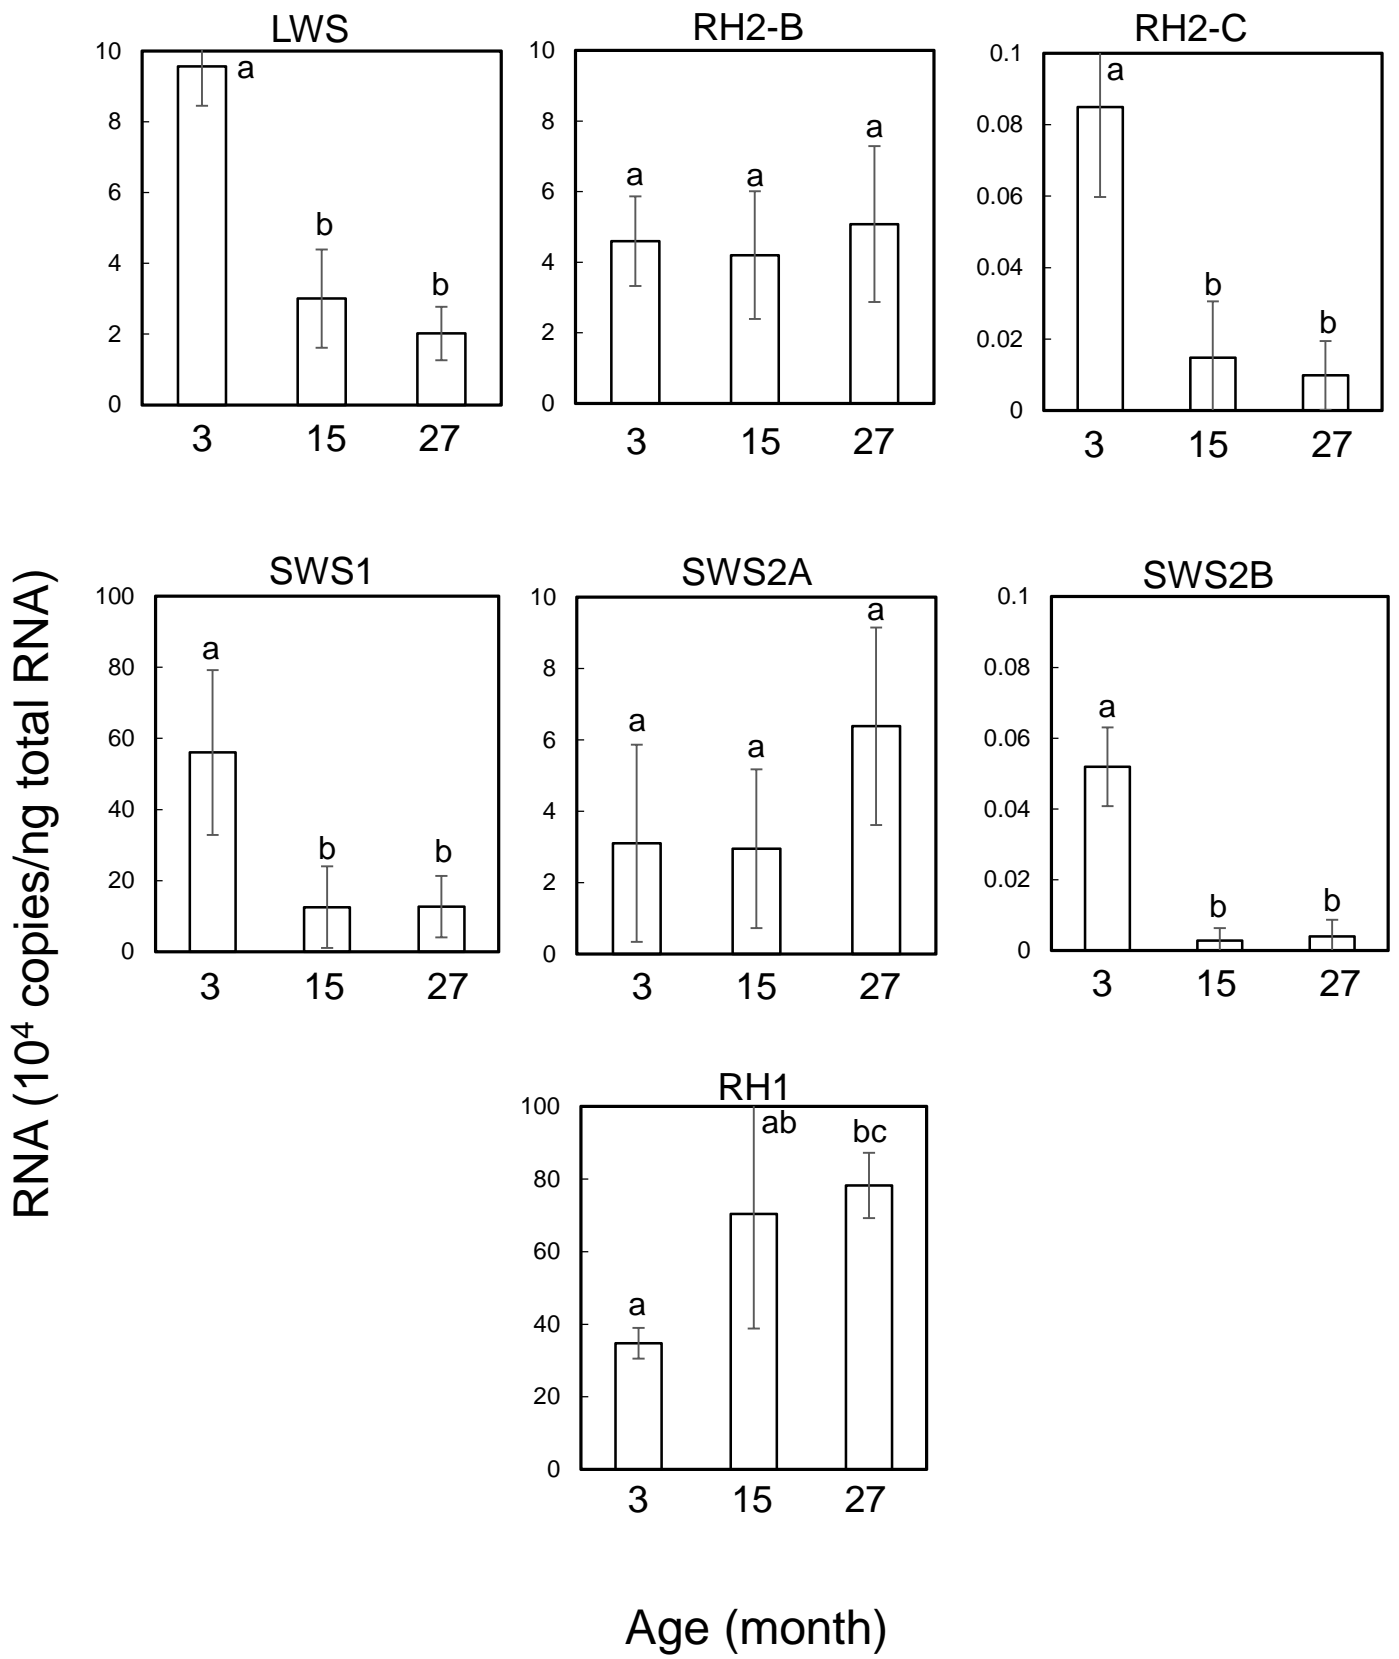 LWS
10
8
6
4
2
0
a
b
b
3 15 27
RH2-B
10
8
6
4
2
0
a
a
a
3 15 27
RH2-C
0.1
0.08
0.06
0.04
0.02
0
a
b
b
3 15 27
RNA (10⁴ copies/ng total RNA)
SWS1
100
80
60
40
20
0
a
b
b
3 15 27
SWS2A
10
8
6
4
2
0
a
a
a
3 15 27
SWS2B
0.1
0.08
0.06
0.04
0.02
0
a
b
b
3 15 27
RH1
100
80
60
40
20
0
a
ab
bc
3 15 27
Age (month)